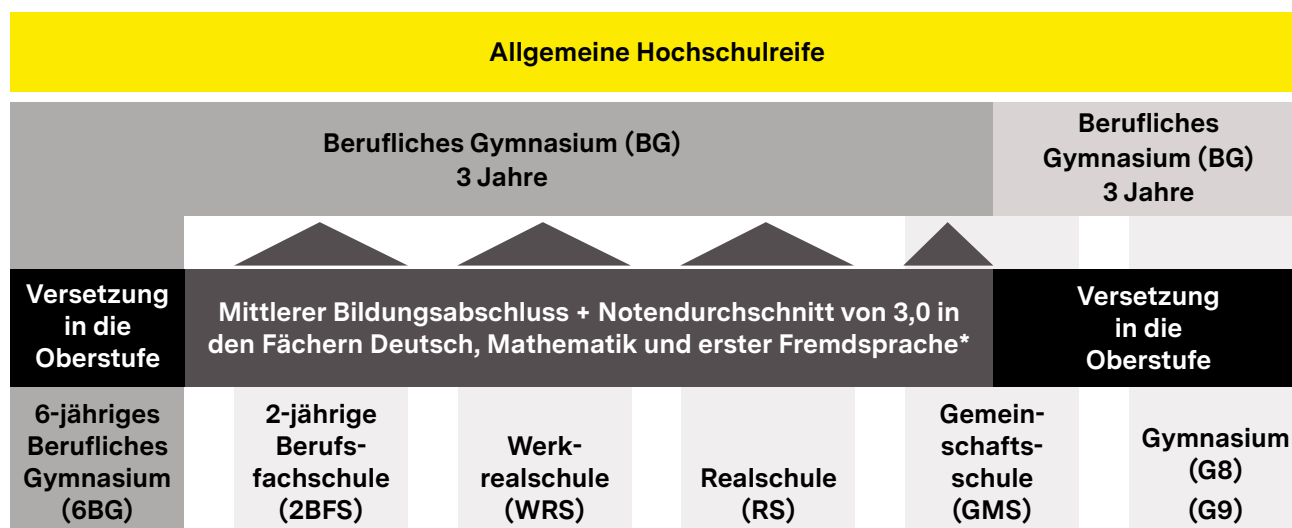 Allgemeine Hochschulreife
Berufliches Gymnasium (BG)
3 Jahre
Berufliches
Gymnasium (BG)
3 Jahre
Versetzung
in die
Oberstufe
Mittlerer Bildungsabschluss + Notendurchschnitt von 3,0 in
den Fächern Deutsch, Mathematik und erster Fremdsprache*
Versetzung
in die
Oberstufe
6-jähriges
Berufliches
Gymnasium
(6BG)
2-jährige
Berufs-
fachschule
(2BFS)
Werk-
realschule
(WRS)
Realschule
(RS)
Gemein-
schafts-
schule
(GMS)
Gymnasium
(G8)
(G9)